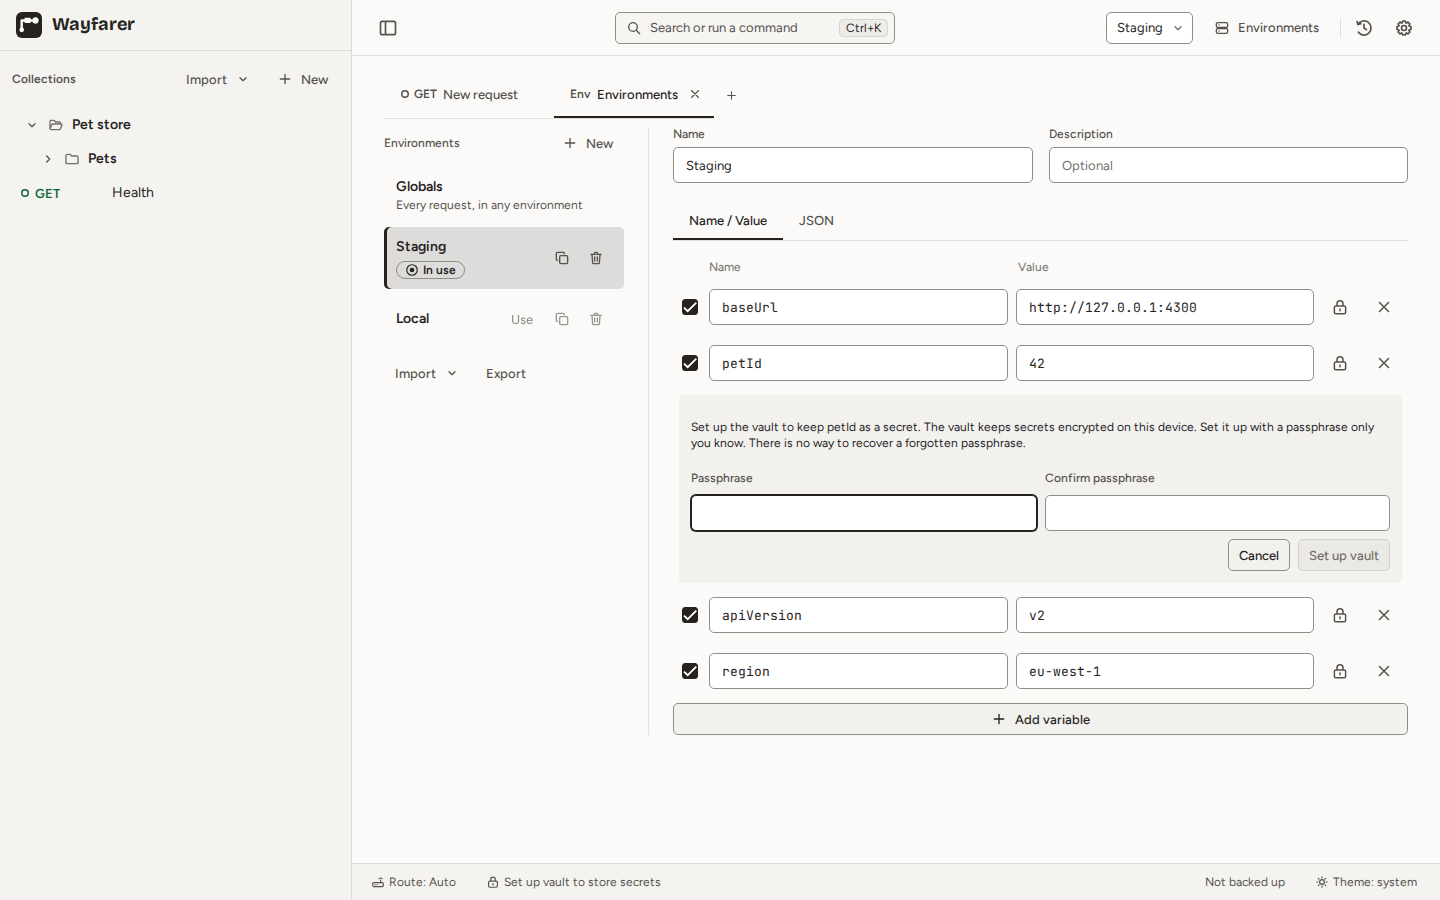 Wayfarer
Search or run a command
Ctrl+K
Staging
Environments
Collections
Import
New
Pet store
Pets
GET
Health
GET New request
Env Environments
Environments
New
Globals
Every request, in any environment
Staging
In use
Local
Use
Import
Export
Name
Description
Staging
Optional
Name / Value
JSON
Name
Value
baseUrl
http://127.0.0.1:4300
petId
42
Set up the vault to keep petId as a secret. The vault keeps secrets encrypted on this device. Set it up with a passphrase only
you know. There is no way to recover a forgotten passphrase.
Passphrase
Confirm passphrase
Cancel
Set up vault
apiVersion
v2
region
eu-west-1
Add variable
Route: Auto
Set up vault to store secrets
Not backed up
Theme: system